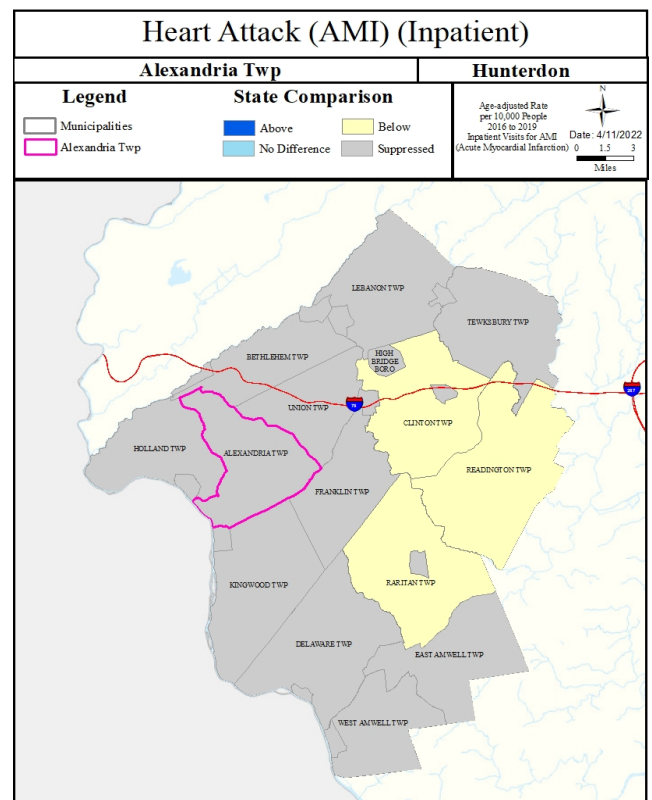 Heart Attack (AMI) (Inpatient)
Alexandria Twp
Hunterdon
Legend
Municipalities
Alexandria Twp
State Comparison
Above
Below
No Difference
Suppressed
Age-adjusted Rate
per 10,000 People
2016 to 2019
Inpatient Visits for AMI
(Acute Myocardial Infarction)
N
Date: 4/11/2022
0 1.5 3
Miles
LEBANON TWP
TEWKSBURY TWP
HIGH
BRIDGE
BORO
BETHLEHEM TWP
UNION TWP
78
287
CLINTON TWP
HOLLAND TWP
ALEXANDRIA TWP
READINGTON TWP
FRANKLIN TWP
KINGWOOD TWP
RARITAN TWP
DELAWARE TWP
EAST AMWELL TWP
WEST AMWELL TWP